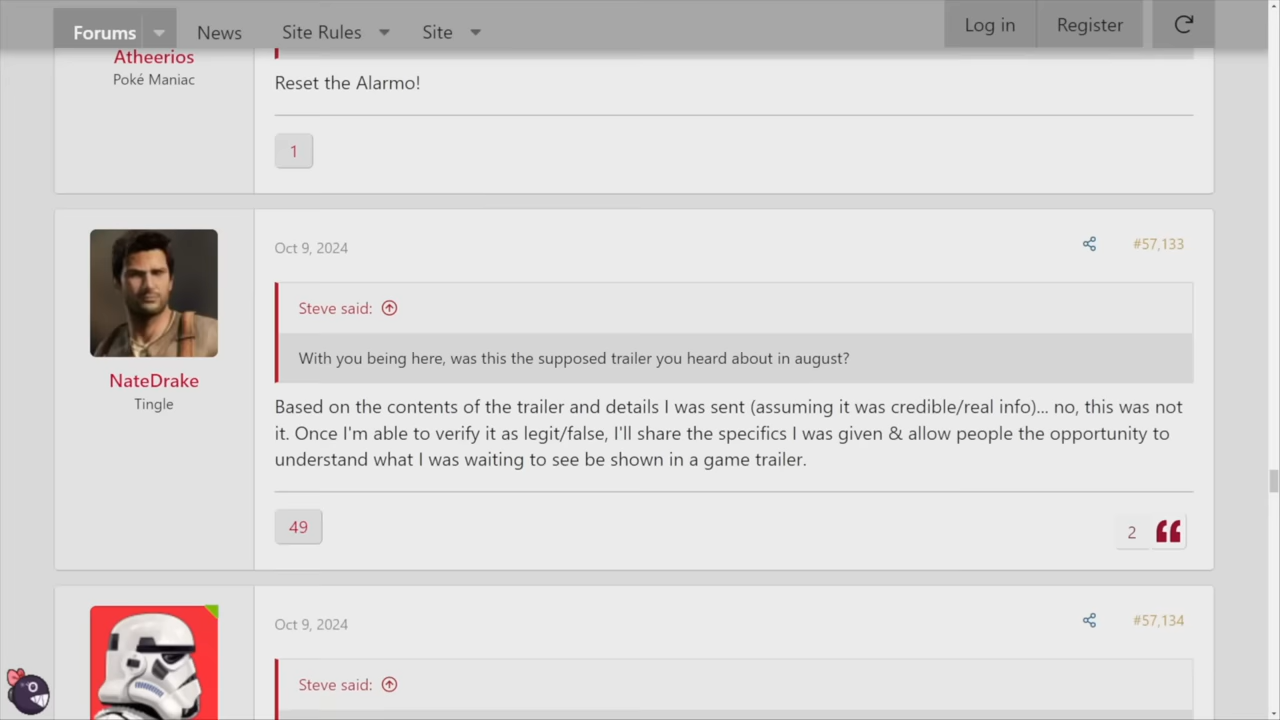 Forums
News
Site Rules
Site
Log in
Register
Atheerios
Poké Maniac
Reset the Alarmo!
1
NateDrake
Tingle
Oct 9, 2024
#57,133
Steve said:
With you being here, was this the supposed trailer you heard about in august?
Based on the contents of the trailer and details I was sent (assuming it was credible/real info)... no, this was not
it. Once I'm able to verify it as legit/false, I'll share the specifics I was given & allow people the opportunity to
understand what I was waiting to see be shown in a game trailer.
49
2
Oct 9, 2024
#57,134
Steve said: